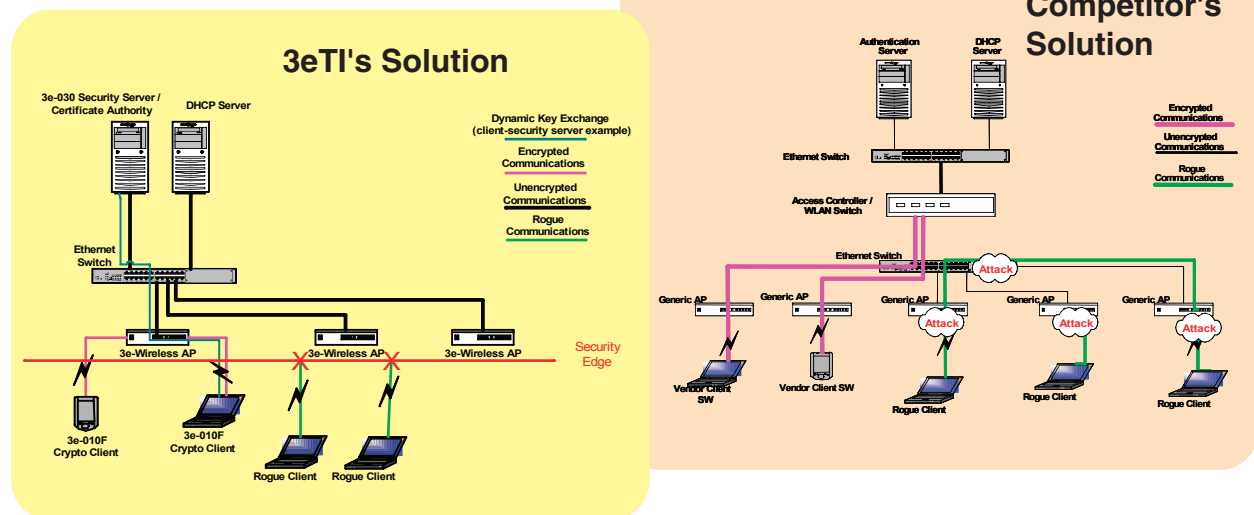 3eTI's Solution
3e-030 Security Server /
Certificate Authority
DHCP Server
Dynamic Key Exchange
(client-security server example)
Encrypted
Communications
Unencrypted
Communications
Rogue
Communications
Ethernet
Switch
3e-Wireless AP
3e-Wireless AP
3e-Wireless AP
Security
Edge
3e-010F
Crypto Client
3e-010F
Crypto Client
Rogue Client
Rogue Client
Competitor's
Solution
Authentication
Server
DHCP
Server
Encrypted
Communications
Unencrypted
Communications
Rogue
Communications
Ethernet Switch
Access Controller /
WLAN Switch
Ethernet Switch
Attack
Generic AP
Generic AP
Generic AP
Generic AP
Generic AP
Attack
Attack
Attack
Vendor Client
SW
Vendor Client SW
Rogue Client
Rogue Client
Rogue Client